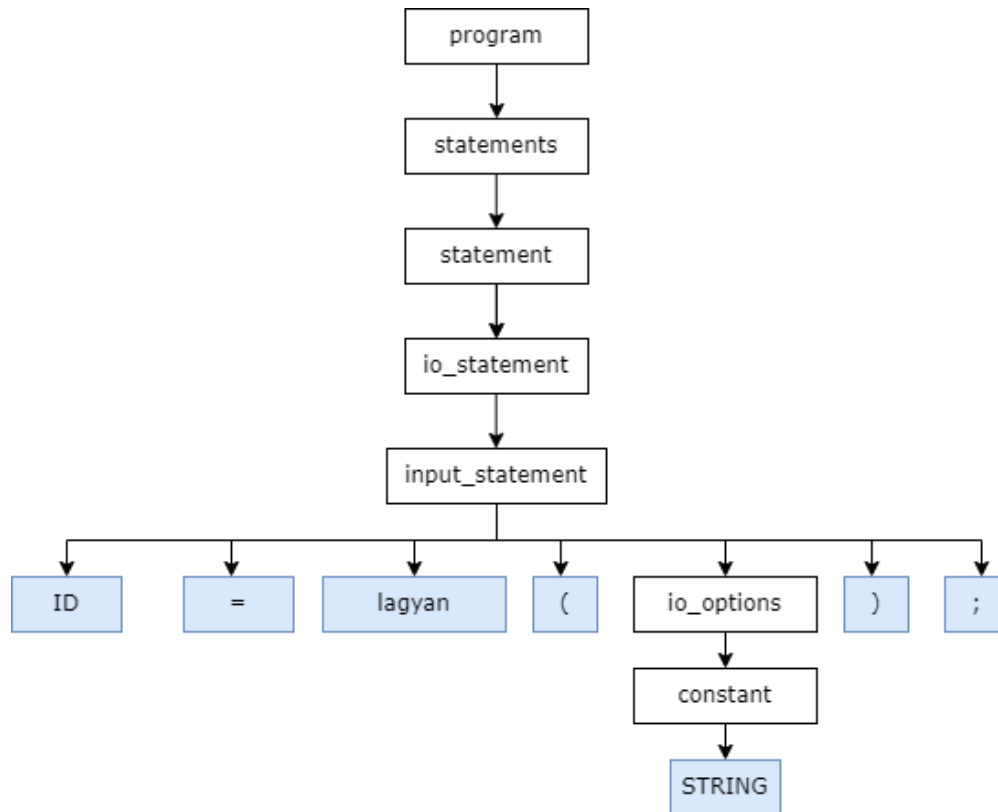 program
statements
statement
io_statement
input_statement
ID = lagyan ( io_options ) ;
constant
STRING